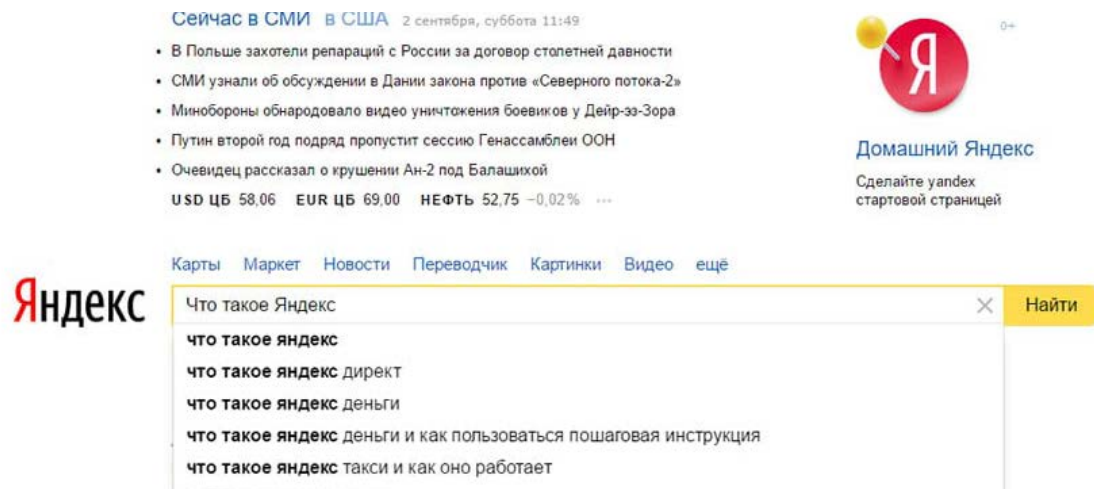 Сейчас в СМИ в США 2 сентября, суббота 11:49
• В Польше захотели репараций с России за договор столетней давности
• СМИ узнали об обсуждении в Дании закона против «Северного потока-2»
• Минобороны обнародовало видео уничтожения боевиков у Дейр-эз-Зора
• Путин второй год подряд пропустит сессию Генассамблеи ООН
• Очевидец рассказал о крушении Ан-2 под Балашихой
USD ЦБ 58,06 EUR ЦБ 69,00 НЕФТЬ 52,75 −0,02% ···
0+
Я
Домашний Яндекс
Сделайте yandex
стартовой страницей
Карты Маркет Новости Переводчик Картинки Видео ещё
Яндекс Что такое Яндекс Найти
что такое яндекс
что такое яндекс директ
что такое яндекс деньги
что такое яндекс деньги и как пользоваться пошаговая инструкция
что такое яндекс такси и как оно работает